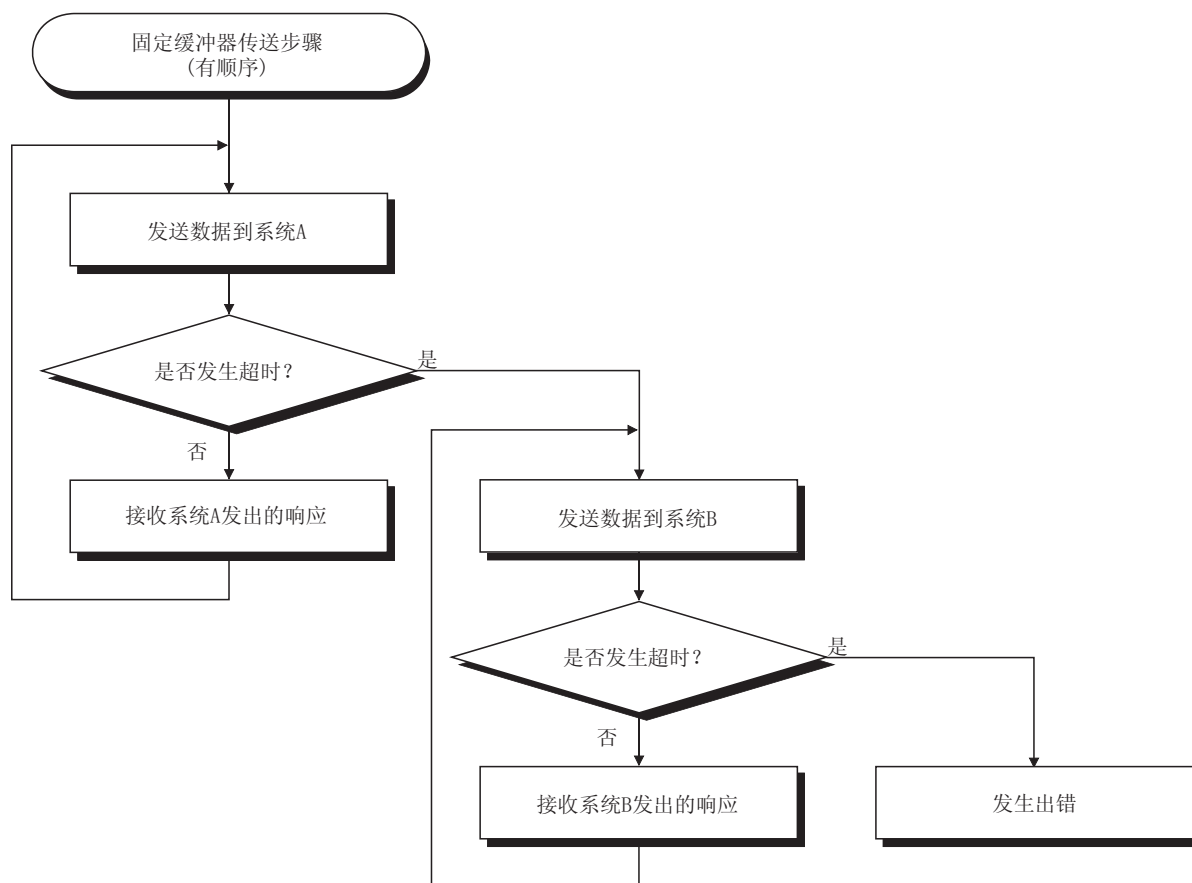 固定缓冲器传送步骤
(有顺序)
发送数据到系统A
是否发生超时？
是
否
接收系统A发出的响应
发送数据到系统B
是否发生超时？
是
否
接收系统B发出的响应
发生出错